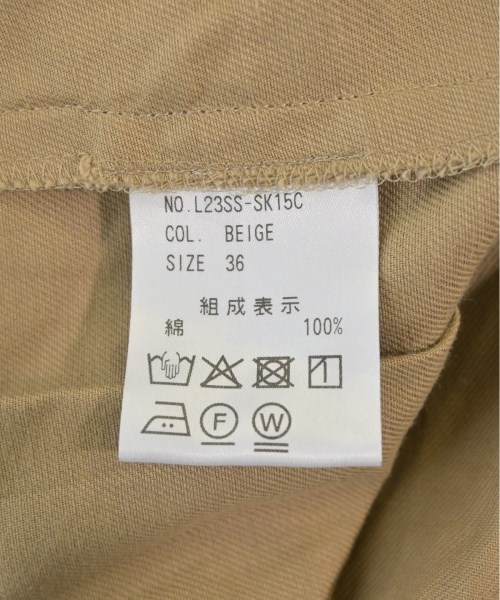 NO.L23SS-SK15C
COL. BEIGE
SIZE 36
組成表示
綿 100%
F W